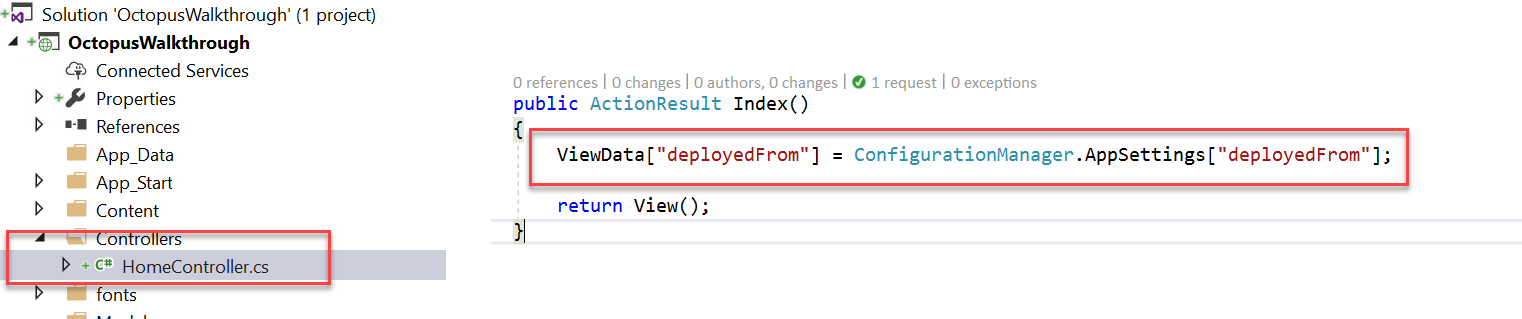 Solution 'OctopusWalkthrough' (1 project)
OctopusWalkthrough
Connected Services
Properties
References
App_Data
App_Start
Content
Controllers
C# HomeController.cs
fonts
0 references | 0 changes | 0 authors, 0 changes | 1 request | 0 exceptions
public ActionResult Index()
{
ViewData["deployedFrom"] = ConfigurationManager.AppSettings["deployedFrom"];
return View();
}